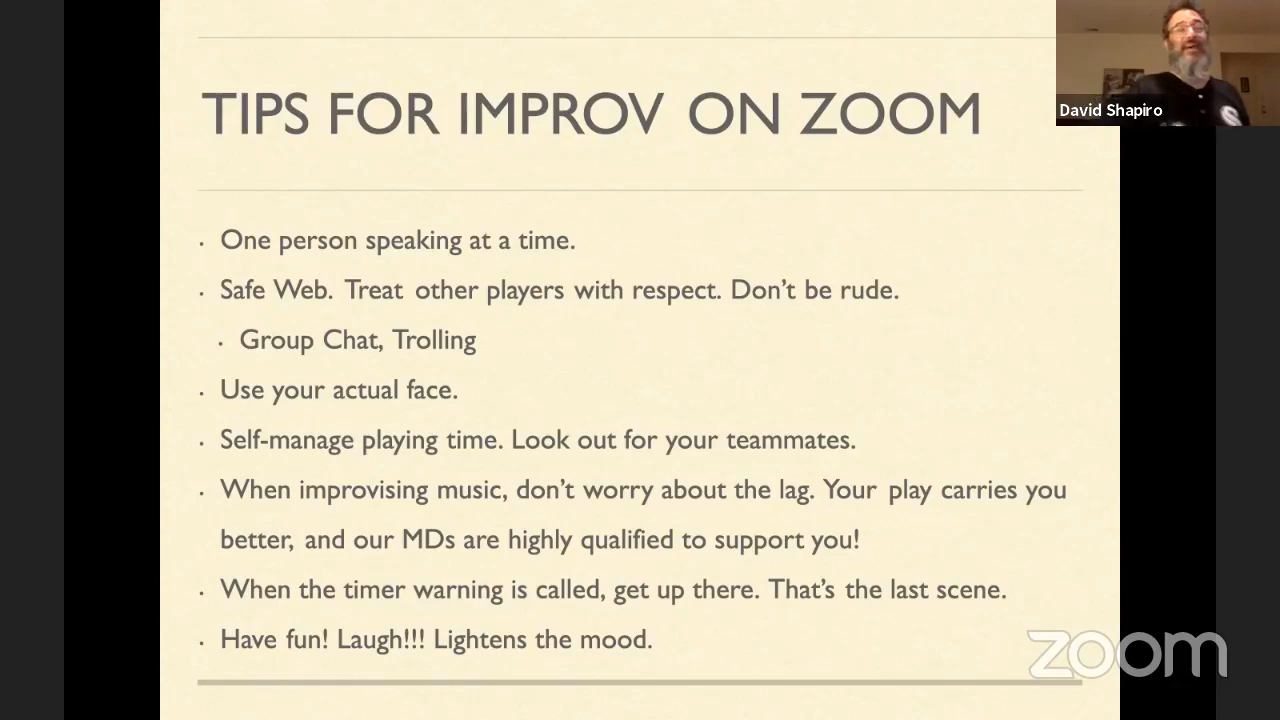 TIPS FOR IMPROV ON ZOOM
David Shapiro
• One person speaking at a time.
• Safe Web. Treat other players with respect. Don't be rude.
• Group Chat, Trolling
• Use your actual face.
• Self-manage playing time. Look out for your teammates.
• When improvising music, don't worry about the lag. Your play carries you
better, and our MDs are highly qualified to support you!
• When the timer warning is called, get up there. That's the last scene.
• Have fun! Laugh!!! Lightens the mood.
zoom